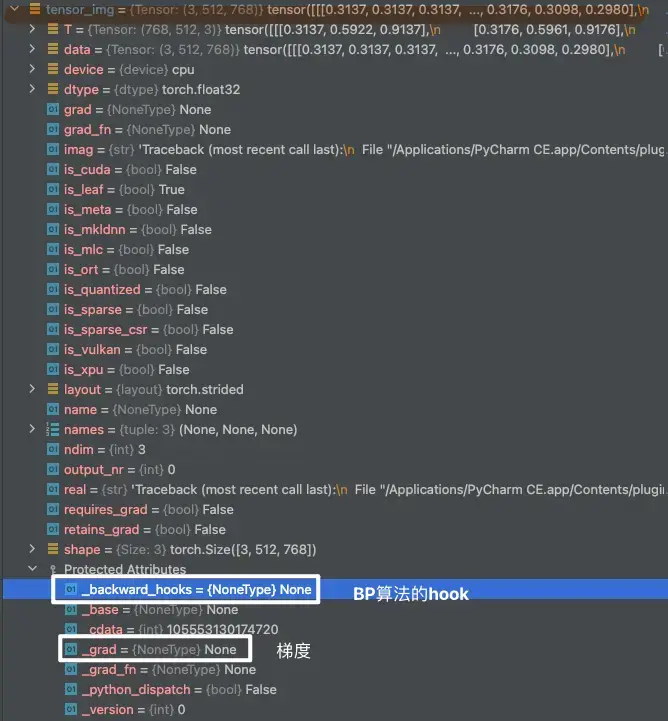 tensor_img = {Tensor: (3, 512, 768)} tensor([[[0.3137, 0.3137, 0.3137, ..., 0.3176, 0.3098, 0.2980],\n
T = {Tensor: (768, 512, 3)} tensor([[[0.3137, 0.5922, 0.9137],\n [0.3176, 0.5961, 0.9176],\n
data = {Tensor: (3, 512, 768)} tensor([[[0.3137, 0.3137, 0.3137, ..., 0.3176, 0.3098, 0.2980],\n
device = {device} cpu
dtype = {dtype} torch.float32
grad = {NoneType} None
grad_fn = {NoneType} None
imag = {str} 'Traceback (most recent call last):\n File "/Applications/PyCharm CE.app/Contents/plug
is_cuda = {bool} False
is_leaf = {bool} True
is_meta = {bool} False
is_mkldnn = {bool} False
is_mlc = {bool} False
is_ort = {bool} False
is_quantized = {bool} False
is_sparse = {bool} False
is_sparse_csr = {bool} False
is_vulkan = {bool} False
is_xpu = {bool} False
layout = {layout} torch.strided
name = {NoneType} None
names = {tuple: 3} (None, None, None)
ndim = {int} 3
output_nr = {int} 0
real = {str} 'Traceback (most recent call last):\n File "/Applications/PyCharm CE.app/Contents/plugi
requires_grad = {bool} False
retains_grad = {bool} False
shape = {Size: 3} torch.Size([3, 512, 768])
Protected Attributes
_backward_hooks = {NoneType} None BP算法的hook
_base = {NoneType} None
_cdata = {int} 105553130174720
_grad = {NoneType} None 梯度
_grad_fn = {NoneType} None
_python_dispatch = {bool} False
_version = {int} 0